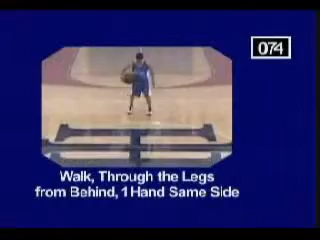 074
Walk, Through the Legs
from Behind, 1 Hand Same Side